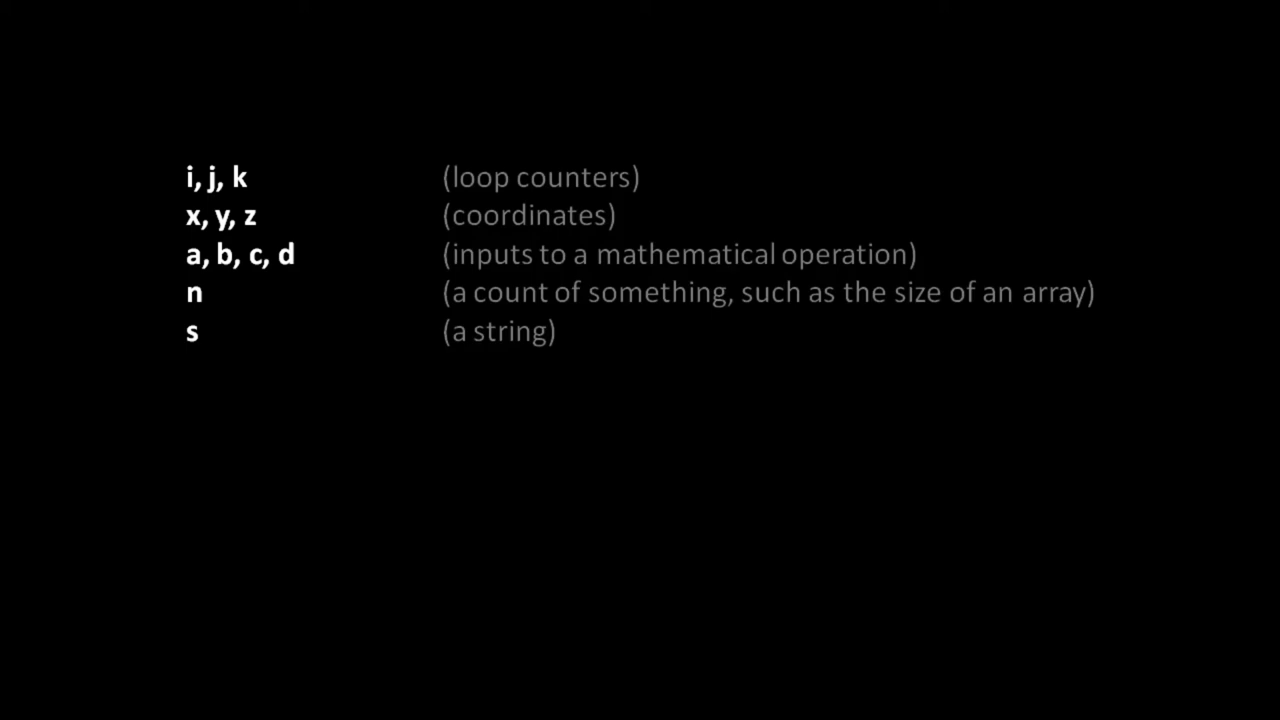 i, j, k (loop counters)
x, y, z (coordinates)
a, b, c, d (inputs to a mathematical operation)
n (a count of something, such as the size of an array)
s (a string)